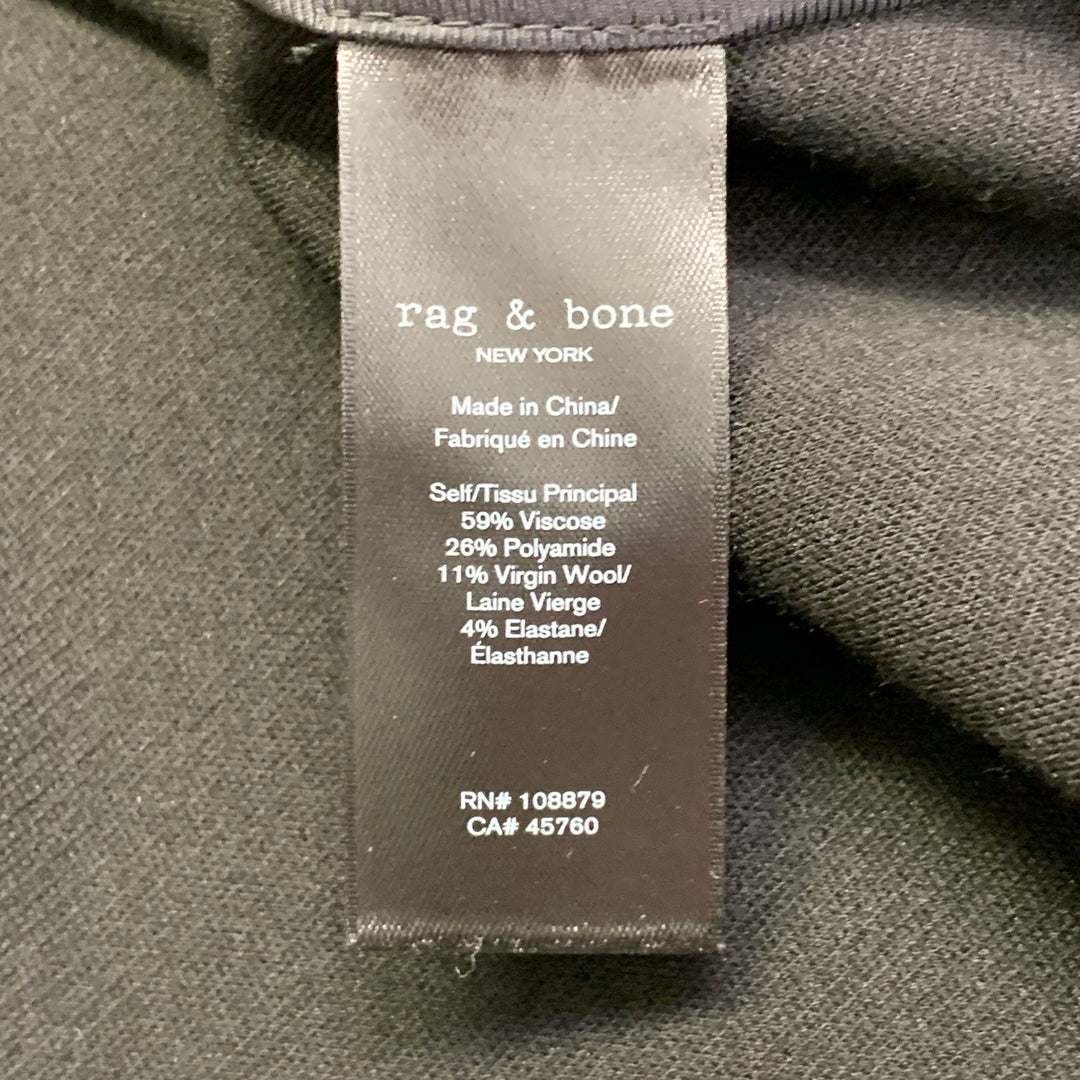 rag & bone
NEW YORK
Made in China/
Fabriqué en Chine
Self/Tissu Principal
59% Viscose
26% Polyamide
11% Virgin Wool/
Laine Vierge
4% Elastane/
Élasthanne
RN# 108879
CA# 45760